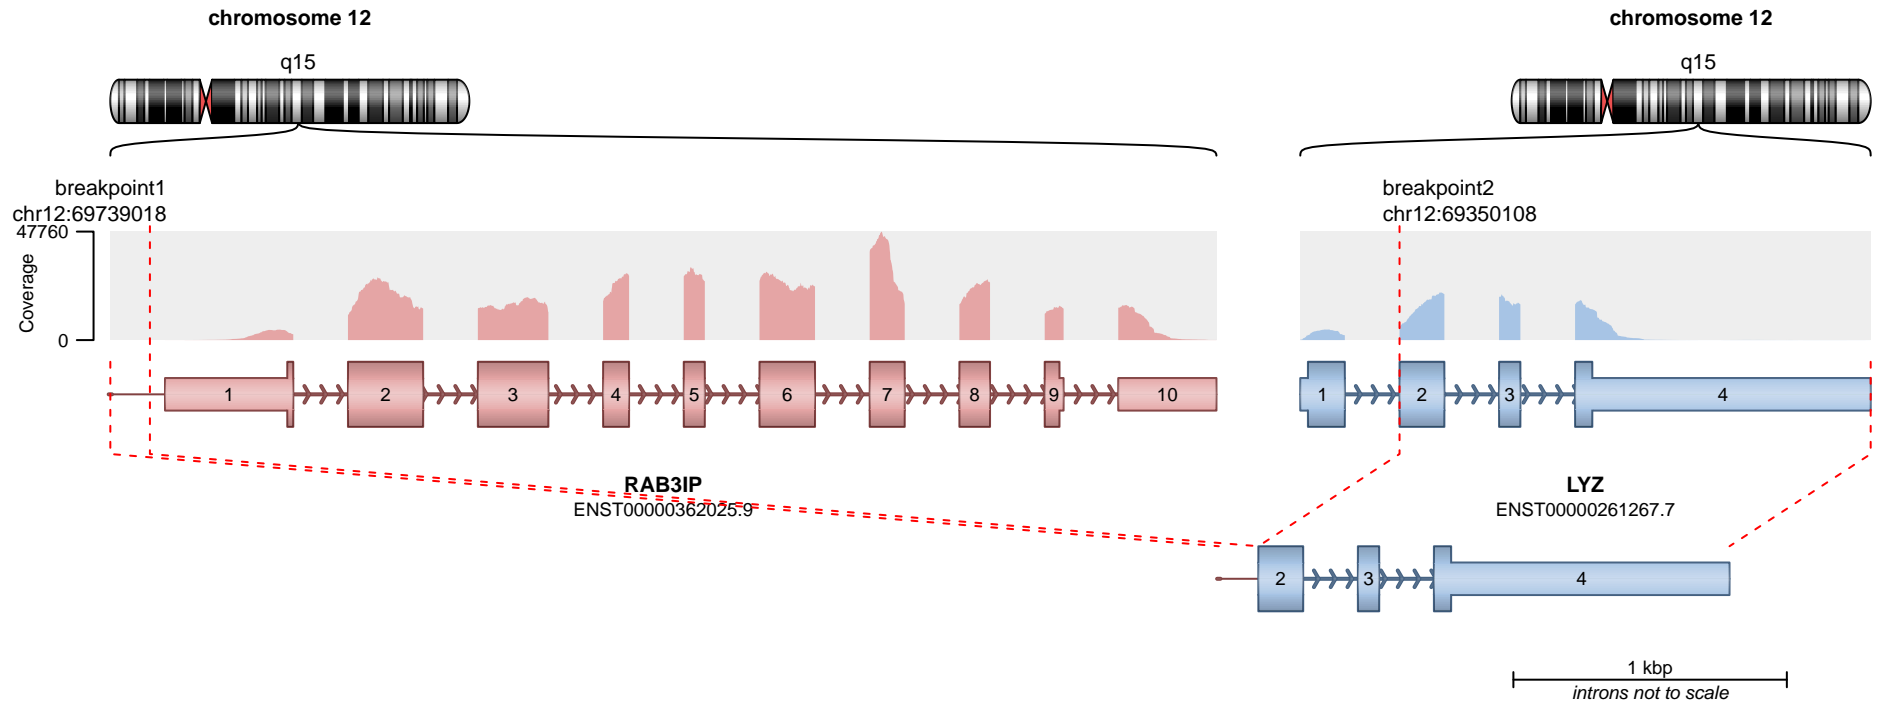 chromosome 12
chromosome 12
q15
q15
breakpoint1
chr12:69739018
breakpoint2
chr12:69350108
47760
Coverage
0
1 2 3 4 5 6 7 8 9 10
1 2 3 4
RAB3IP
ENST00000362025.9
LYZ
ENST00000261267.7
2 3 4
1 kbp
introns not to scale